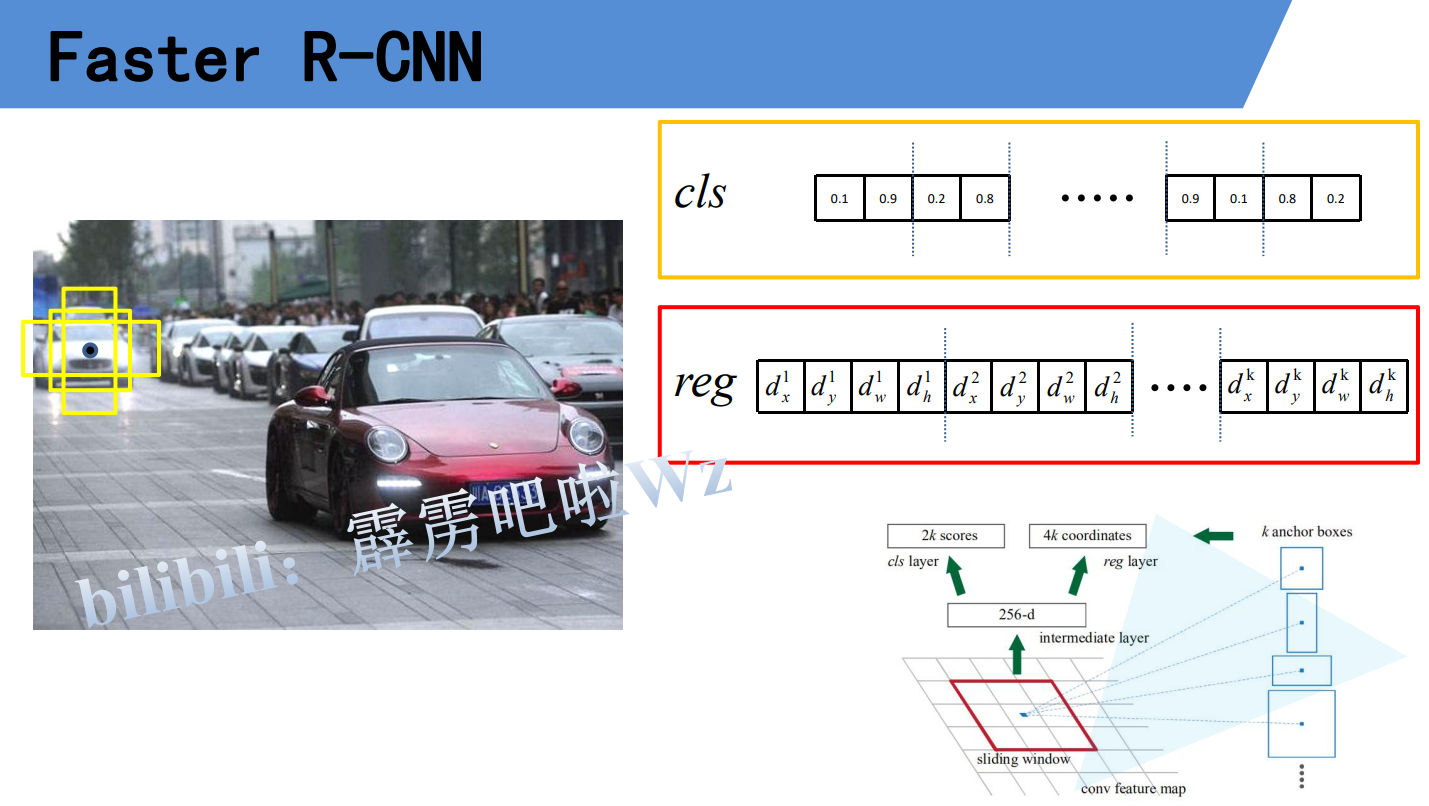 Faster R-CNN
cls
0.1 0.9 0.2 0.8 ····· 0.9 0.1 0.8 0.2
reg
d_x^1 d_y^1 d_w^1 d_h^1 d_x^2 d_y^2 d_w^2 d_h^2 ···· d_x^k d_y^k d_w^k d_h^k
bilibili: 霹雳吧啦Wz
2k scores
4k coordinates
k anchor boxes
cls layer
reg layer
256-d
intermediate layer
sliding window
conv feature map